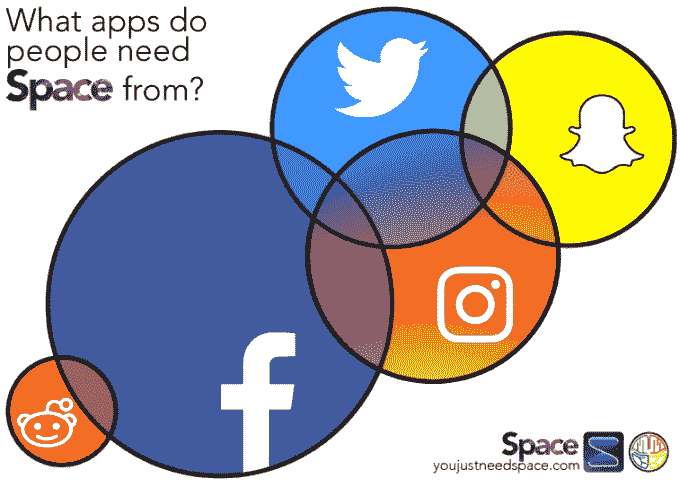 What apps do
people need
Space from?
Space
youjustneedspace.com